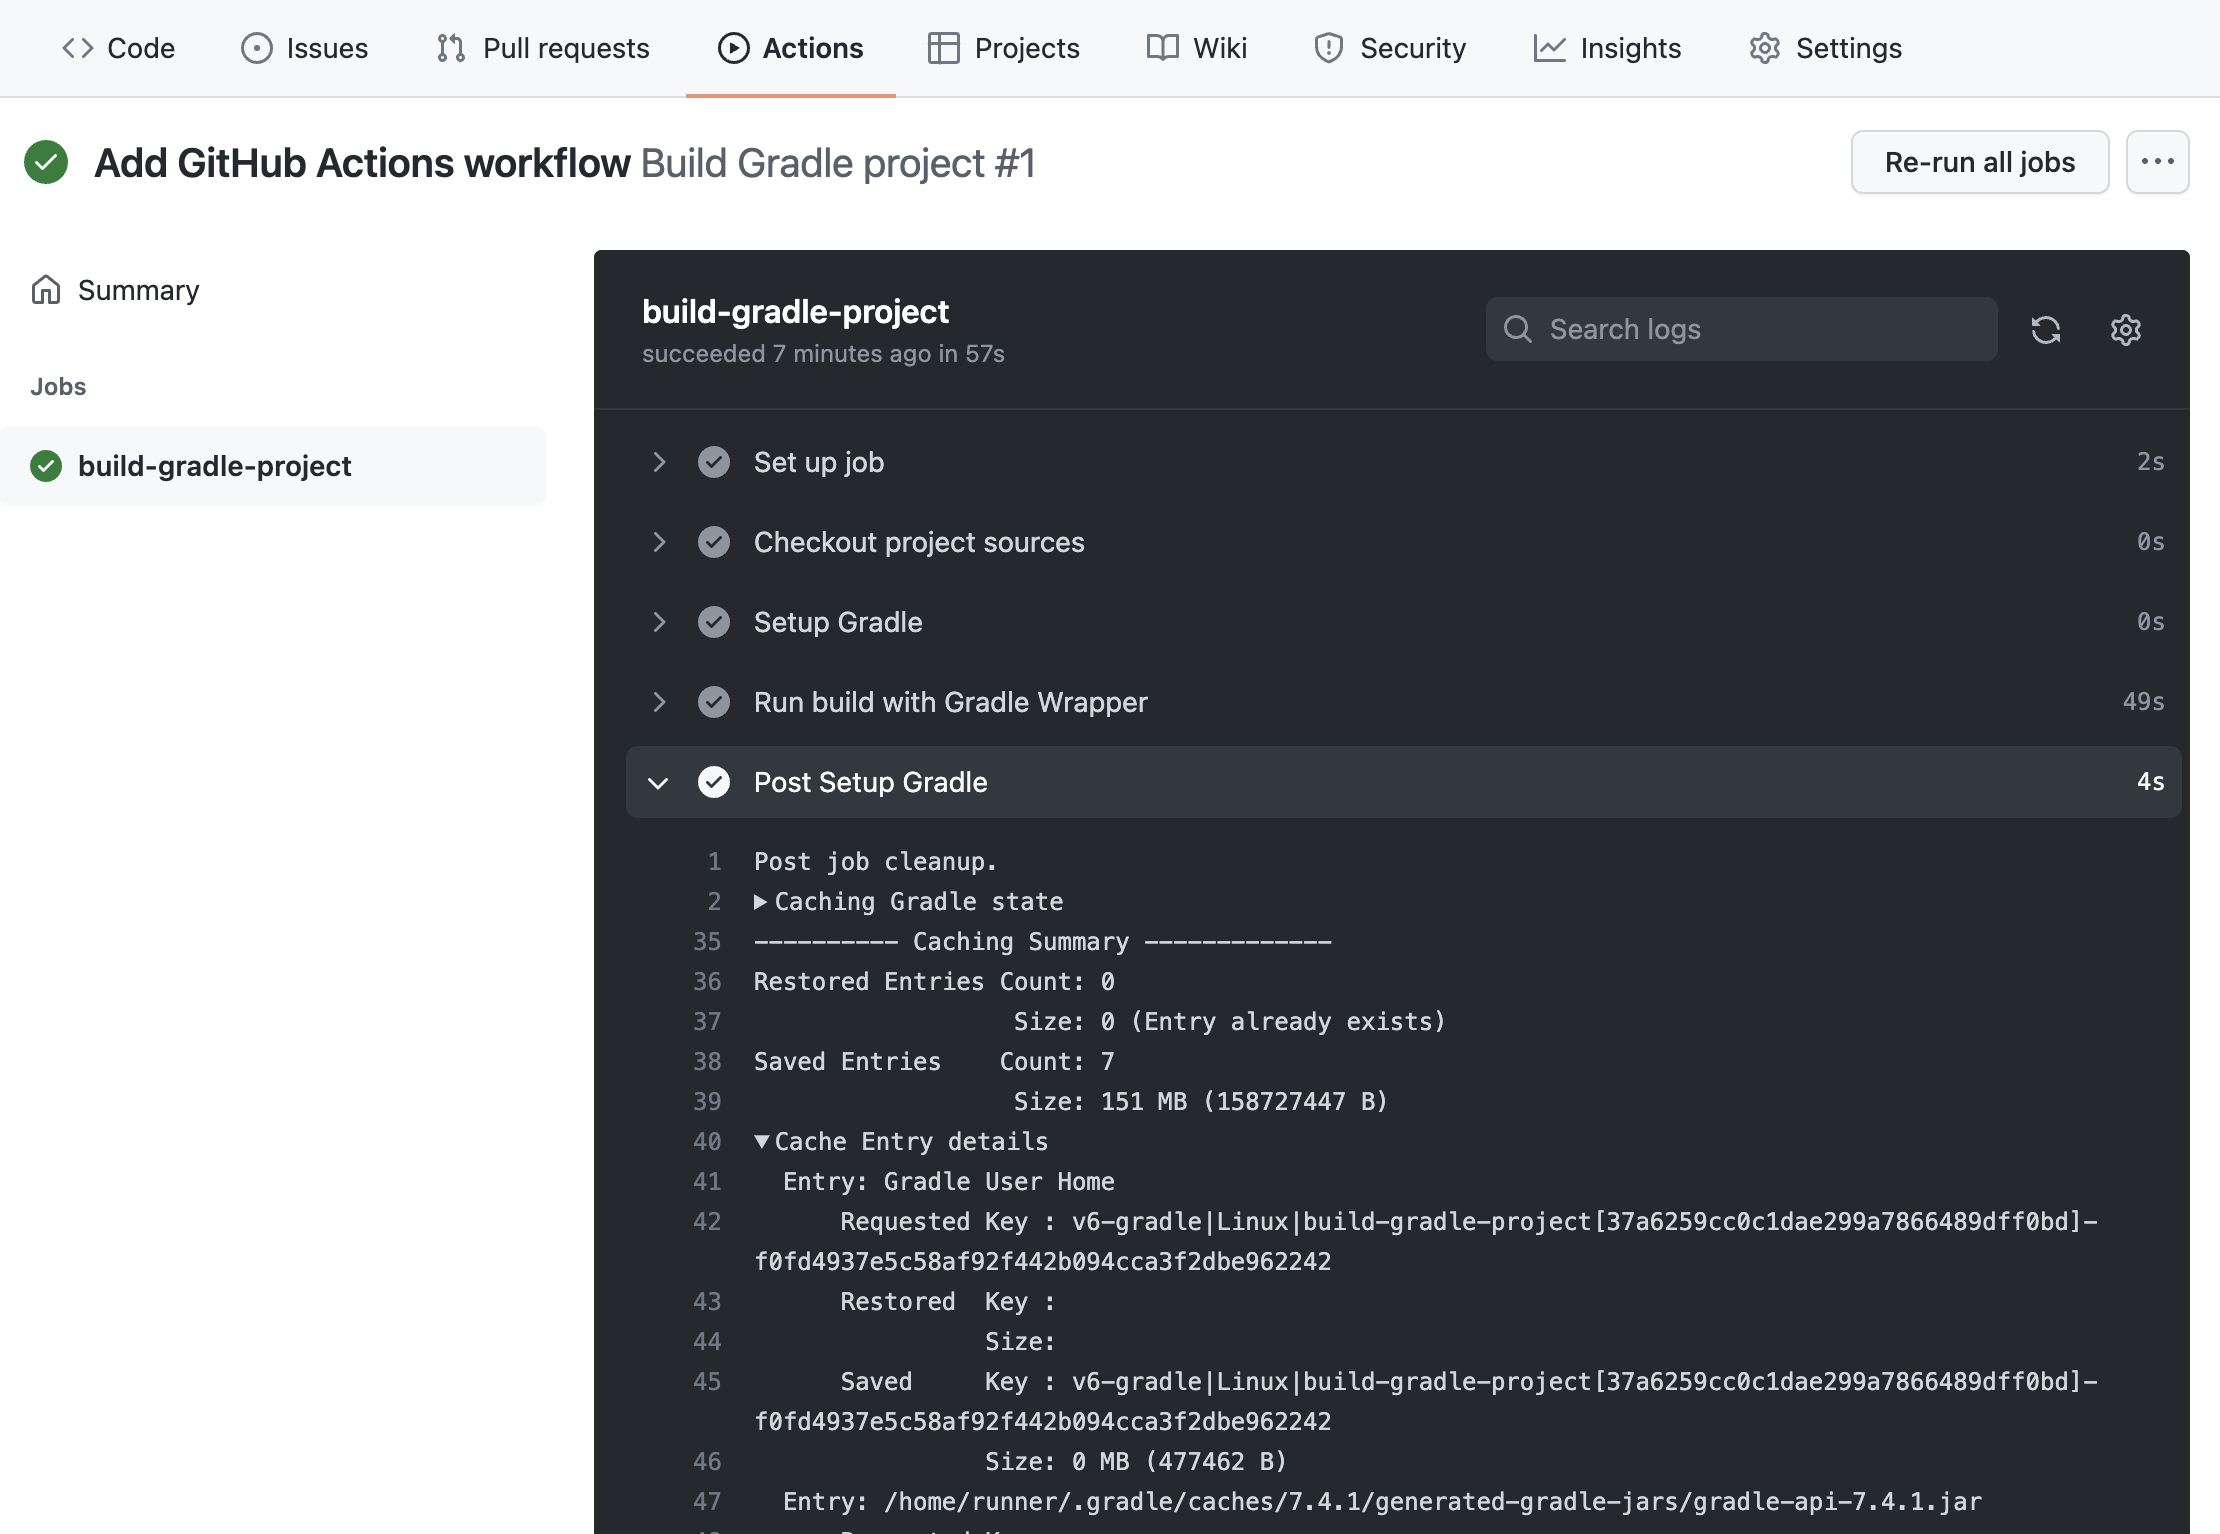 Code Issues Pull requests Actions Projects Wiki Security Insights Settings
Add GitHub Actions workflow Build Gradle project #1
Re-run all jobs
Summary
Jobs
build-gradle-project
build-gradle-project
succeeded 7 minutes ago in 57s
Search logs
Set up job 2s
Checkout project sources 0s
Setup Gradle 0s
Run build with Gradle Wrapper 49s
Post Setup Gradle 4s
1 Post job cleanup.
2 ▶Caching Gradle state
35 ---------- Caching Summary -------------
36 Restored Entries Count: 0
37 Size: 0 (Entry already exists)
38 Saved Entries Count: 7
39 Size: 151 MB (158727447 B)
40 ▼Cache Entry details
41 Entry: Gradle User Home
42 Requested Key : v6-gradle|Linux|build-gradle-project[37a6259cc0c1dae299a7866489dff0bd]-
f0fd4937e5c58af92f442b094cca3f2dbe962242
43 Restored Key :
44 Size:
45 Saved Key : v6-gradle|Linux|build-gradle-project[37a6259cc0c1dae299a7866489dff0bd]-
f0fd4937e5c58af92f442b094cca3f2dbe962242
46 Size: 0 MB (477462 B)
47 Entry: /home/runner/.gradle/caches/7.4.1/generated-gradle-jars/gradle-api-7.4.1.jar